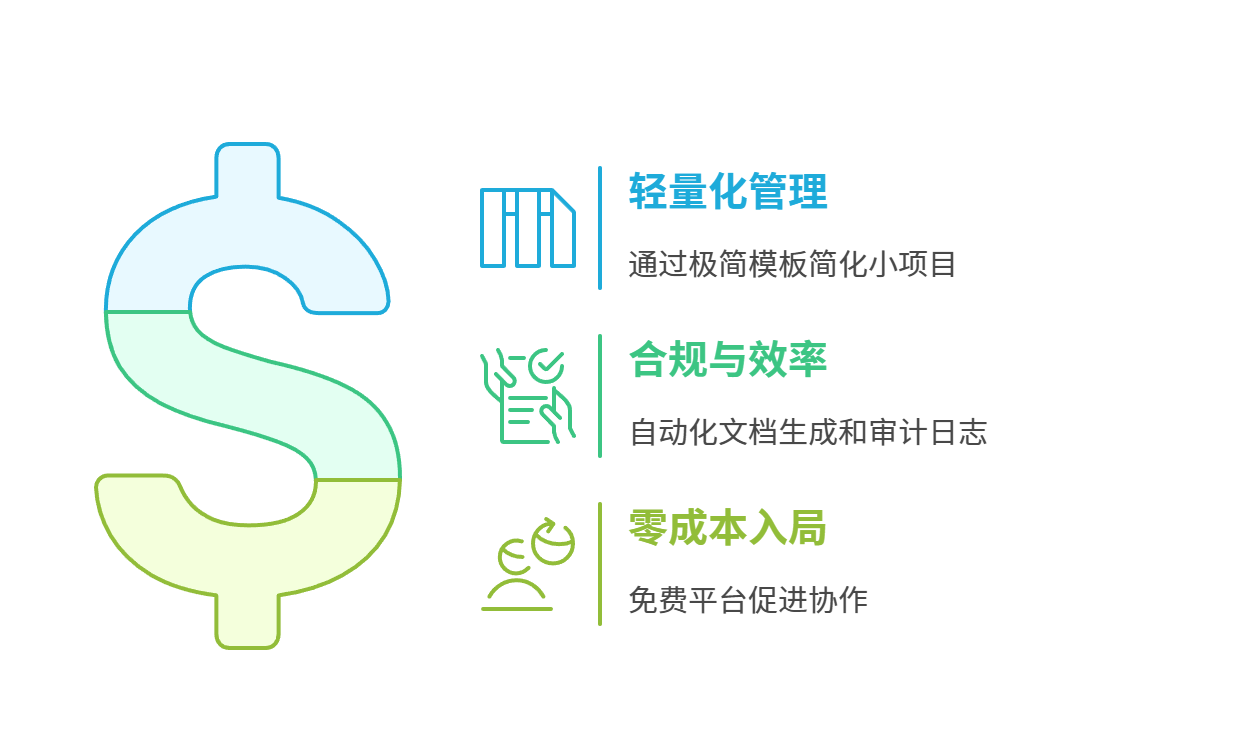 轻量化管理
通过极简模板简化小项目
合规与效率
自动化文档生成和审计日志
零成本入局
免费平台促进协作